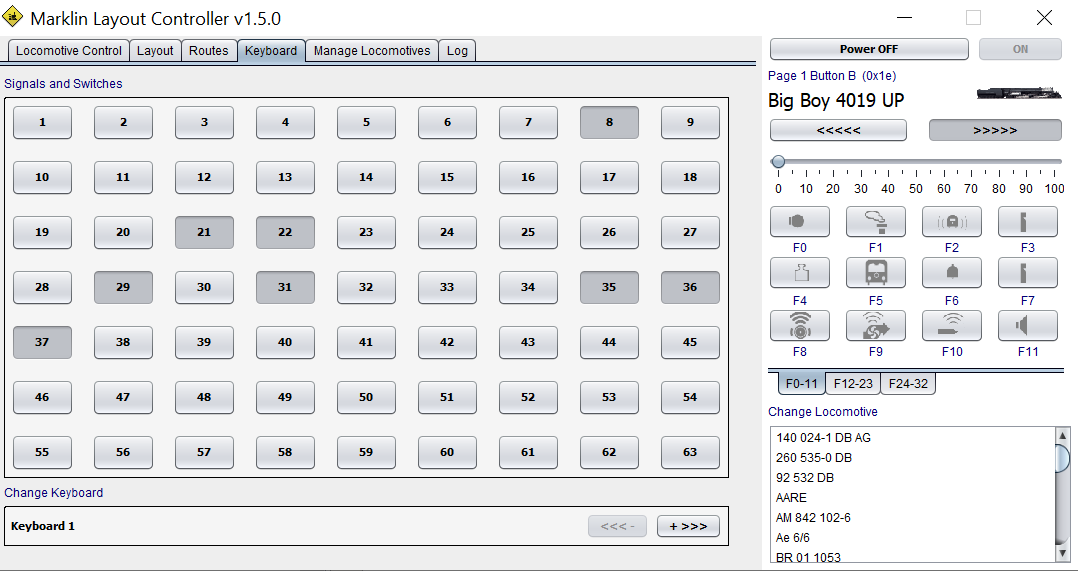 Marklin Layout Controller v1.5.0
Locomotive Control Layout Routes Keyboard Manage Locomotives Log
Signals and Switches
1 2 3 4 5 6 7 8 9
10 11 12 13 14 15 16 17 18
19 20 21 22 23 24 25 26 27
28 29 30 31 32 33 34 35 36
37 38 39 40 41 42 43 44 45
46 47 48 49 50 51 52 53 54
55 56 57 58 59 60 61 62 63
Change Keyboard
Keyboard 1 <<< - + >>>
Power OFF ON
Page 1 Button B (0x1e)
Big Boy 4019 UP
<<<<< >>>>>
0 10 20 30 40 50 60 70 80 90 100
F0 F1 F2 F3
F4 F5 F6 F7
F8 F9 F10 F11
F0-11 F12-23 F24-32
Change Locomotive
140 024-1 DB AG
260 535-0 DB
92 532 DB
AARE
AM 842 102-6
Ae 6/6
BR 01 1053